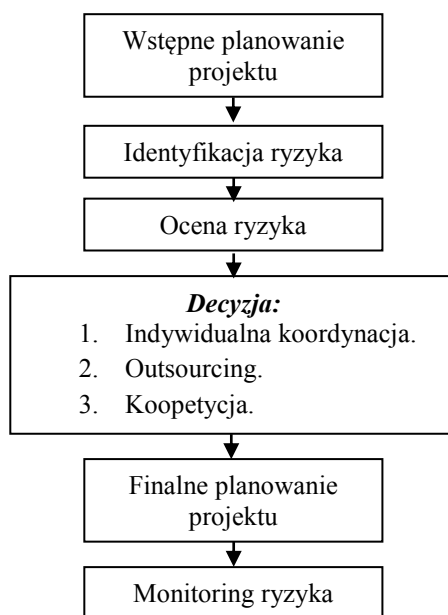 Wstępne planowanie
projektu
Identyfikacja ryzyka
Ocena ryzyka
Decyzja:
1. Indywidualna koordynacja.
2. Outsourcing.
3. Koopetycja.
Finalne planowanie
projektu
Monitoring ryzyka